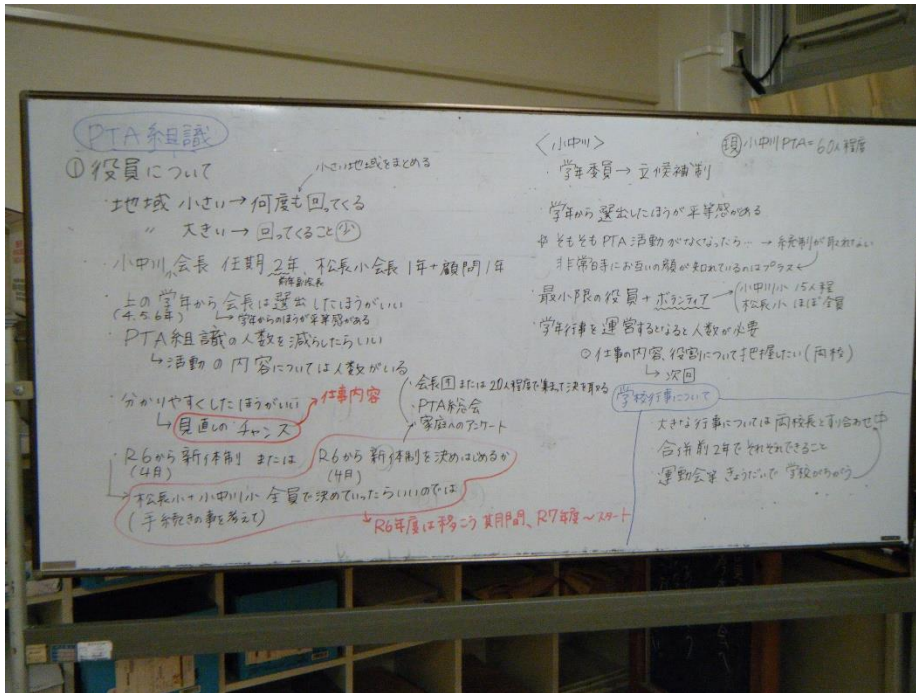 PTA組識
①役員について
小さい地域をまとめる
・地域 小さい→何度も回ってくる
〃 大きい→回ってくること少
・小中川小会長 任期2年、松長小会長1年+顧問1年
・上の学年から会長は選出したほうがいい
(4.5.6年) ↳学年からのほうが平等感がある
・PTA組識の人数を減らしたらいい
↳活動の内容については人数がいる
・分かりやすくしたほうがいい
↳見直しのチャンス
仕事内容
・会長団または20人程度で集まって決を取る
・PTA総会
・家庭へのアンケート
・R6から新体制 または R6から新体制を決めはじめるか
(4月) (4月)
松長小+小中川小 全員で決めていったらいいのでは
(手続きの事を考えて)
R6年度は移こう期間、R7年度〜スタート
〈小中川〉
現 小中川PTA=60人程度
・学年委員→立候補制
・学年から選出したほうが平等感がある
そもそもPTA活動がなくなったら…→統制が取れない
非常日寺にお互いの顔が知れているのはプラス
・最小限の役員+ボランティア
小中川小 15人程
松長小 ほぼ全員
・学年行事を運営するとなると人数が必要
◎仕事の内容、役割について把握したい(両校)
↳次回
学校行事について
・大きな行事については両校長とすり合わせ中
・合併前2年でそれぞれできること
・運動会等 きょうだいで学校がちがう